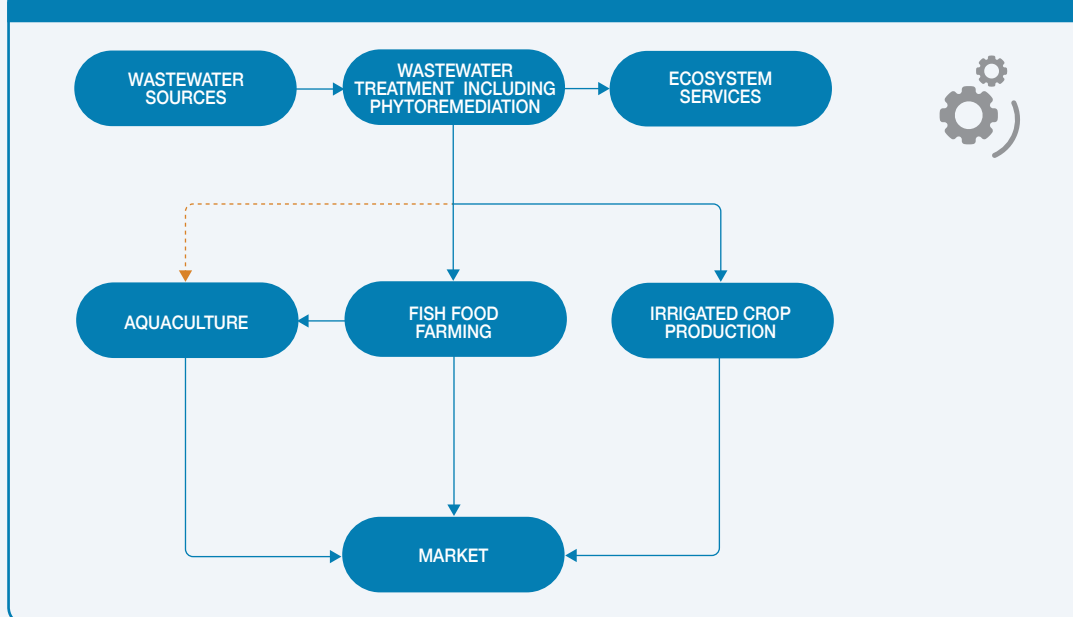 WASTEWATER
SOURCES
WASTEWATER
TREATMENT INCLUDING
PHYTOREMEDIATION
ECOSYSTEM
SERVICES
AQUACULTURE
FISH FOOD
FARMING
IRRIGATED CROP
PRODUCTION
MARKET